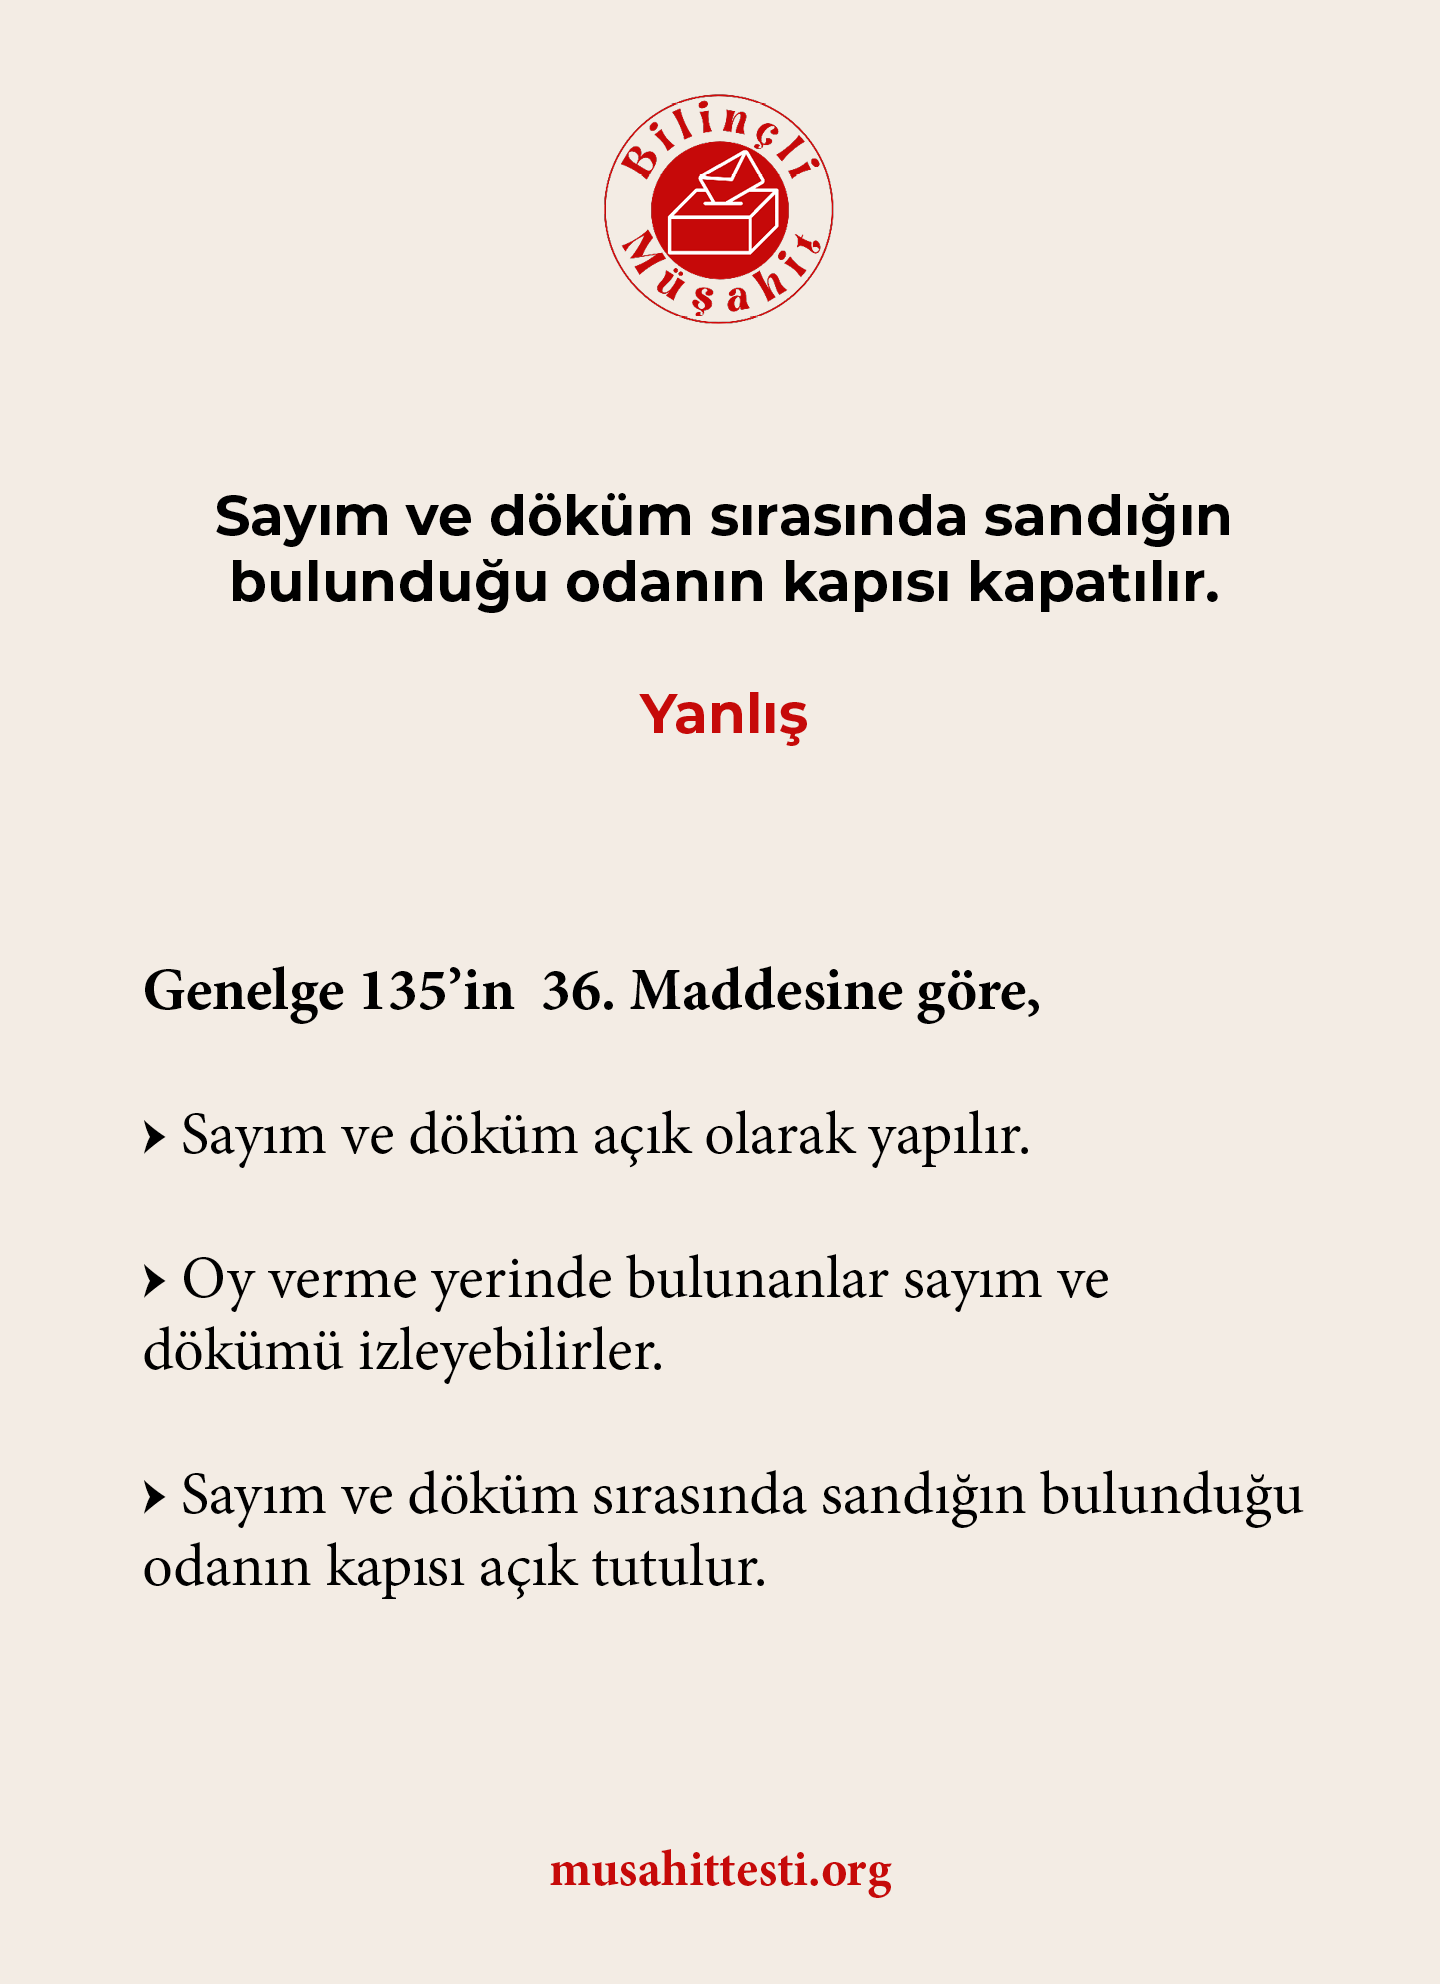 Bilinçli
Müşahit
Sayım ve döküm sırasında sandığın
bulunduğu odanın kapısı kapatılır.
Yanlış
Genelge 135’in  36. Maddesine göre,
➤ Sayım ve döküm açık olarak yapılır.
➤ Oy verme yerinde bulunanlar sayım ve
dökümü izleyebilirler.
➤ Sayım ve döküm sırasında sandığın bulunduğu
odanın kapısı açık tutulur.
musahittesti.org